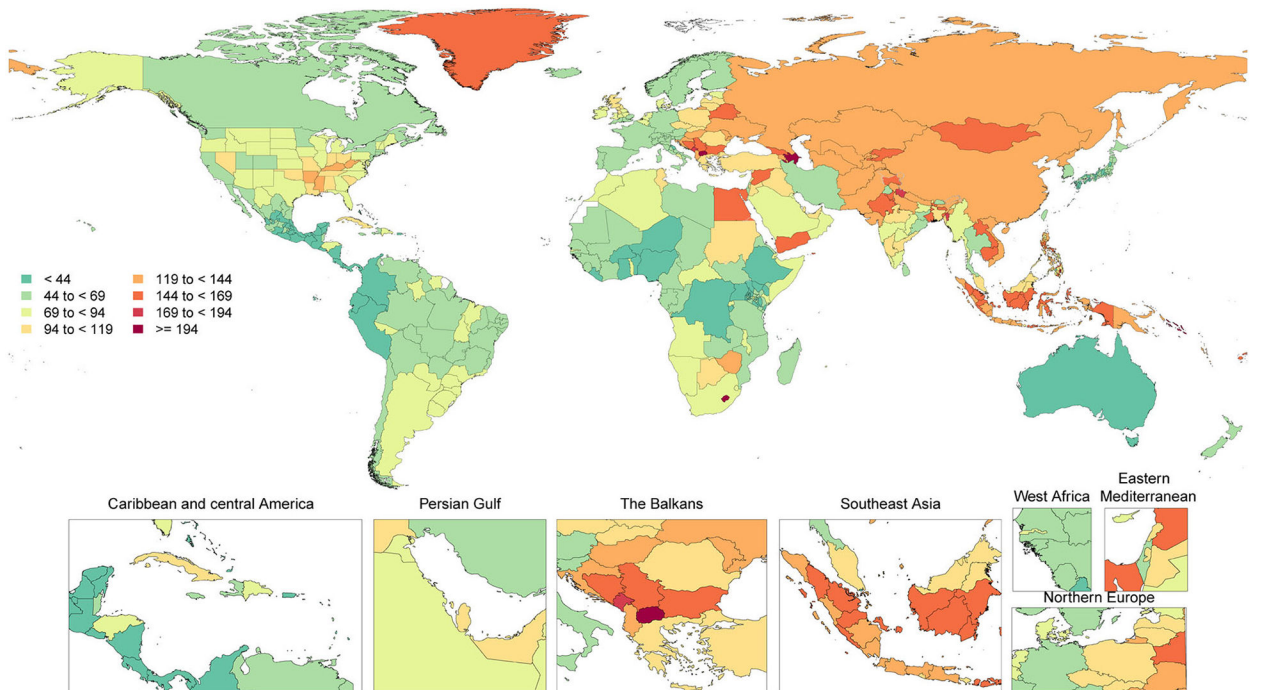 < 44
44 to < 69
69 to < 94
94 to < 119
119 to < 144
144 to < 169
169 to < 194
>= 194
Caribbean and central America
Persian Gulf
The Balkans
Southeast Asia
West Africa
Eastern
Mediterranean
Northern Europe